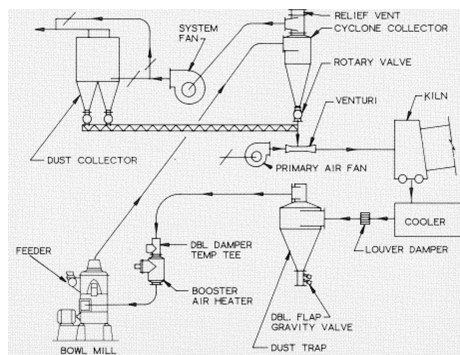 RELIEF VENT
SYSTEM
FAN
CYCLONE COLLECTOR
ROTARY VALVE
KILN
VENTURI
DUST COLLECTOR
PRIMARY AIR FAN
COOLER
DBL DAMPER
TEMP TEE
LOUVER DAMPER
FEEDER
BOOSTER
AIR HEATER
DBL. FLAP
GRAVITY VALVE
BOWL MILL
DUST TRAP